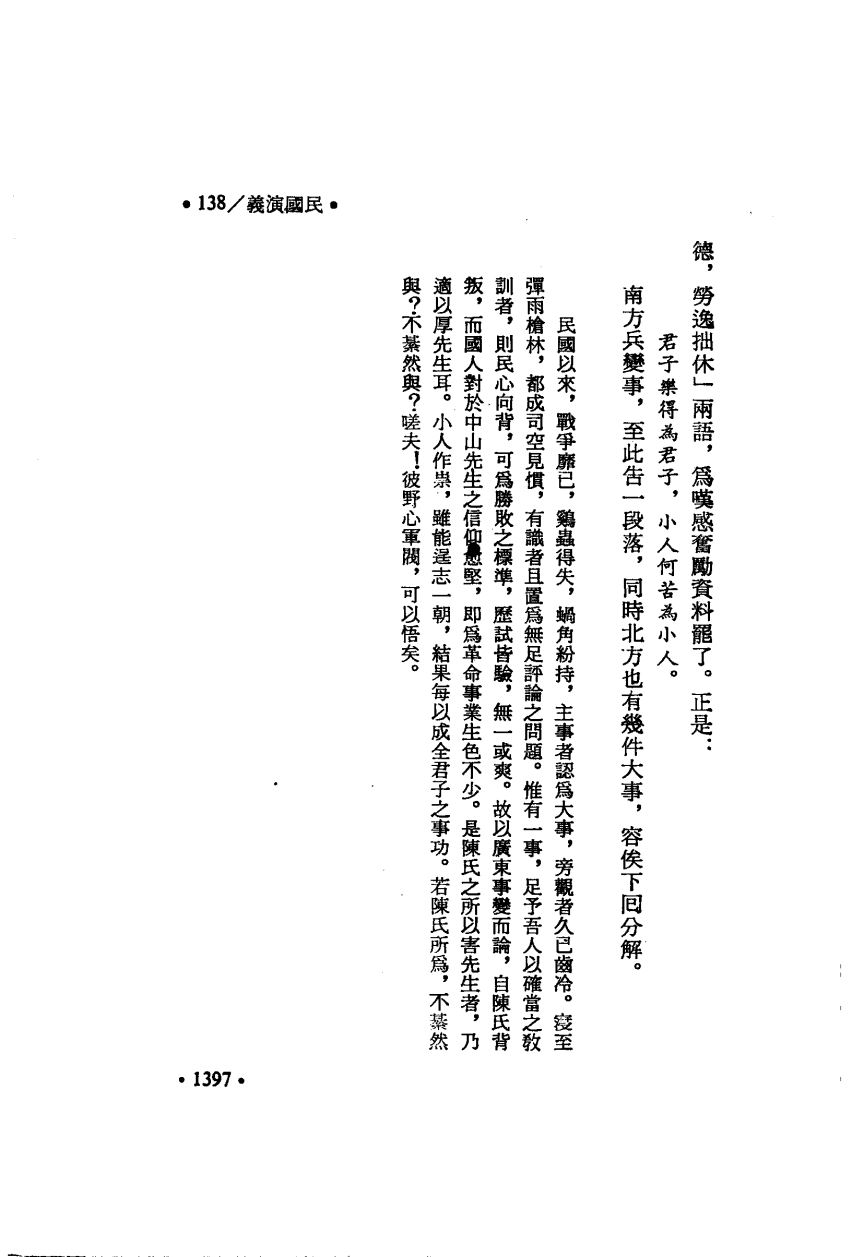 •138／義演國民•
德，勞逸拙休」兩語，爲嘆感奮勵資料罷了。正是：
君子樂得為君子，小人何苦為小人。
南方兵變事，至此告一段落，同時北方也有幾件大事，容俟下回分解。
民國以來，戰爭靡已，鷄蟲得失，蝸角紛持，主事者認爲大事，旁觀者久已齒冷。寖至
彈雨槍林，都成司空見慣，有識者且置爲無足評論之問題。惟有一事，足予吾人以確當之教
訓者，則民心向背，可爲勝敗之標準，歷試皆驗，無一或爽。故以廣東事變而論，自陳氏背
叛，而國人對於中山先生之信仰愈堅，即爲革命事業生色不少。是陳氏之所以害先生者，乃
適以厚先生耳。小人作祟，雖能逞志一朝，結果每以成全君子之事功。若陳氏所爲，不綦然
與？不綦然與？嗟夫！彼野心軍閥，可以悟矣。
•1397•